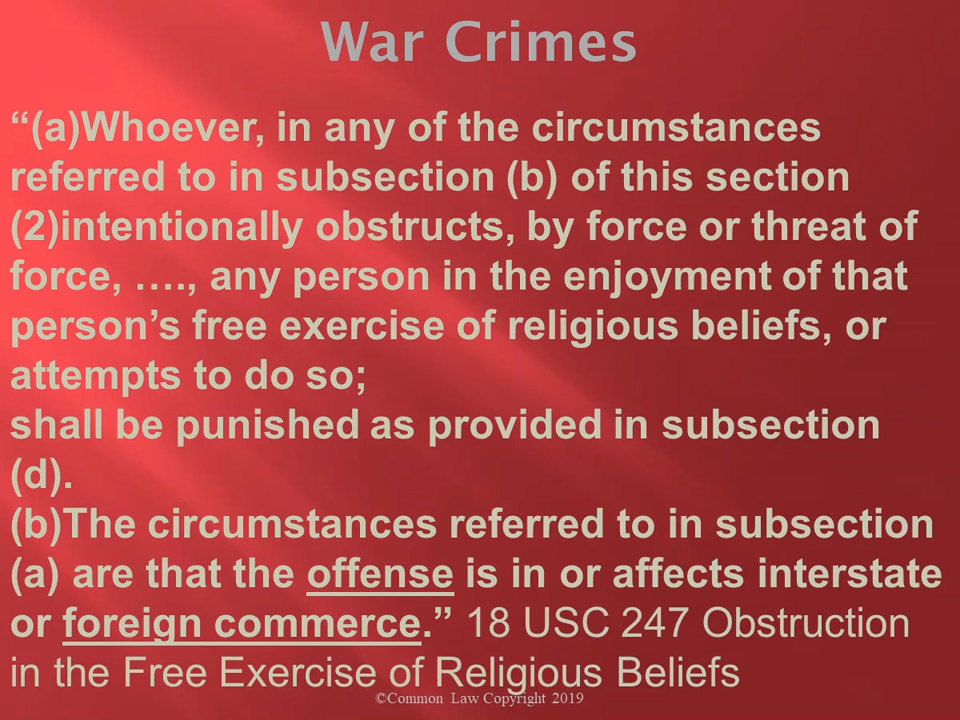 War Crimes
“(a)Whoever, in any of the circumstances
referred to in subsection (b) of this section
(2)intentionally obstructs, by force or threat of
force, …., any person in the enjoyment of that
person’s free exercise of religious beliefs, or
attempts to do so;
shall be punished as provided in subsection
(d).
(b)The circumstances referred to in subsection
(a) are that the offense is in or affects interstate
or foreign commerce.” 18 USC 247 Obstruction
in the Free Exercise of Religious Beliefs
©Common Law Copyright 2019